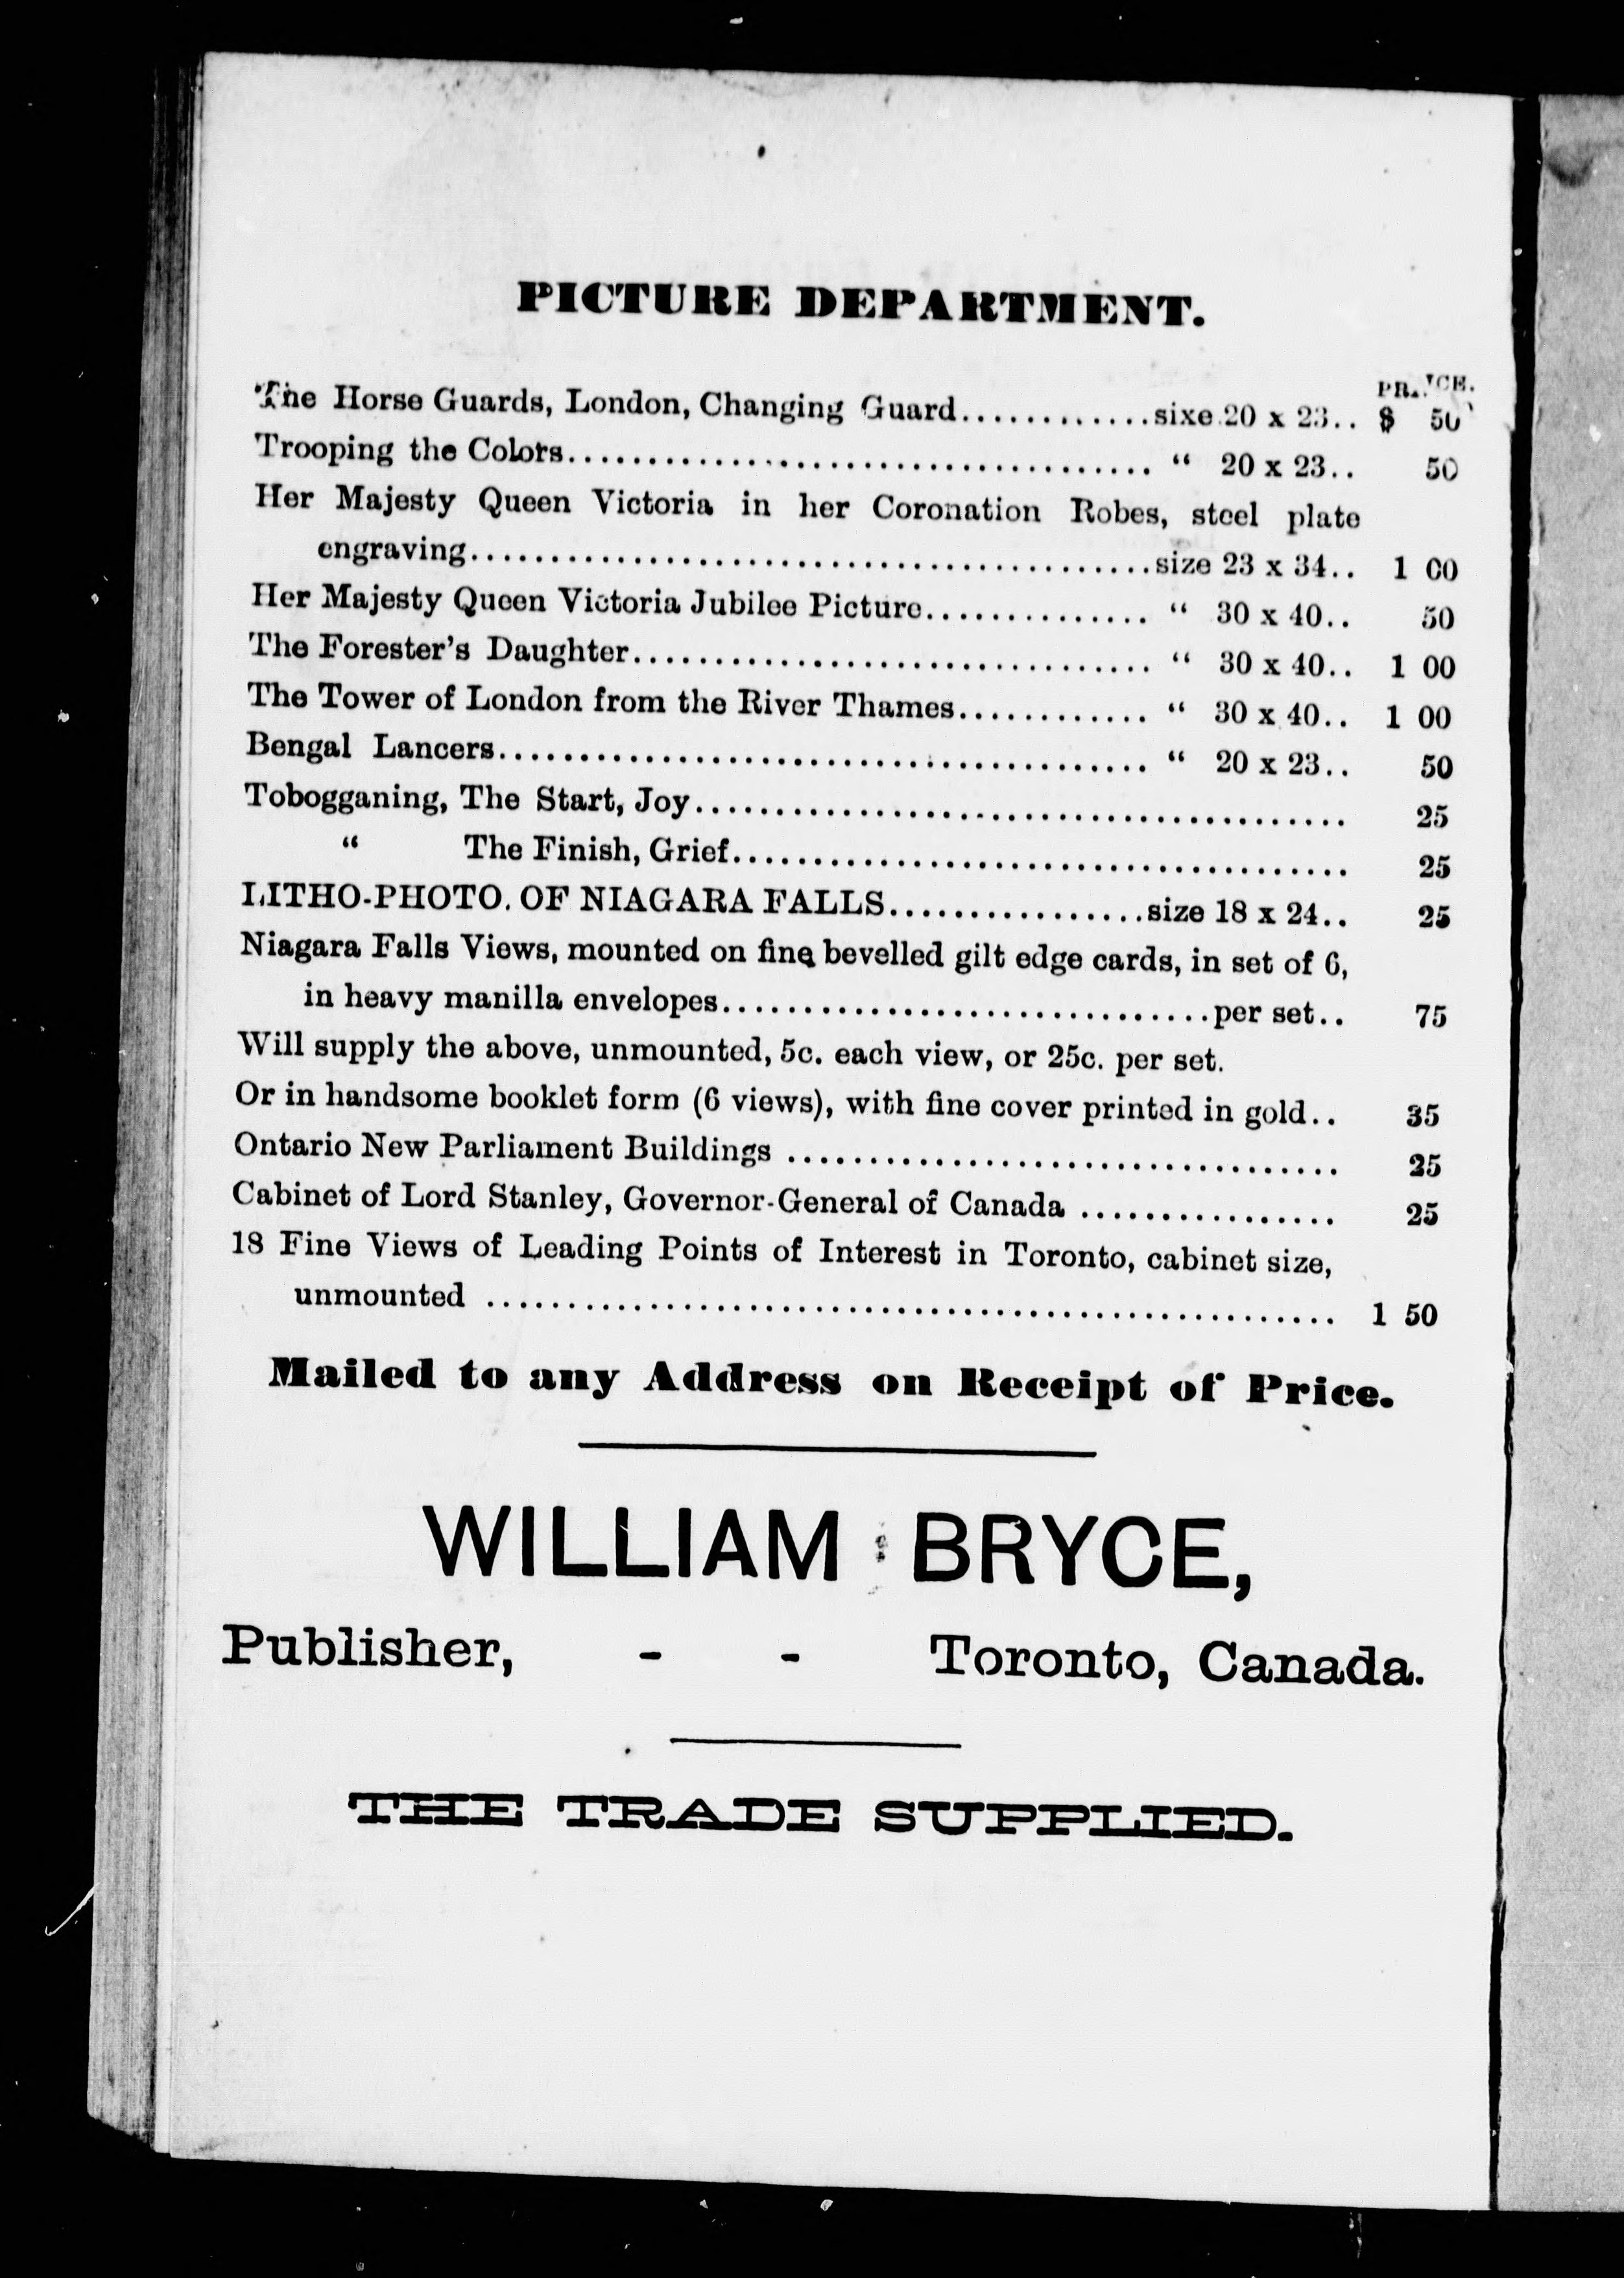 PICTURE DEPARTMENT.
PRICE.
The Horse Guards, London, Changing Guard............sixe 20 x 23.. $ 50
Trooping the Colors.................................... “ 20 x 23.. 50
Her Majesty Queen Victoria in her Coronation Robes, steel plate
engraving..........................................size 23 x 34.. 1 00
Her Majesty Queen Victoria Jubilee Picture.............. “ 30 x 40.. 50
The Forester’s Daughter................................ “ 30 x 40.. 1 00
The Tower of London from the River Thames............ “ 30 x 40.. 1 00
Bengal Lancers........................................ “ 20 x 23.. 50
Tobogganing, The Start, Joy......................................... 25
“ The Finish, Grief....................................... 25
LITHO-PHOTO. OF NIAGARA FALLS................size 18 x 24.. 25
Niagara Falls Views, mounted on fine bevelled gilt edge cards, in set of 6,
in heavy manilla envelopes...............................per set.. 75
Will supply the above, unmounted, 5c. each view, or 25c. per set.
Or in handsome booklet form (6 views), with fine cover printed in gold.. 35
Ontario New Parliament Buildings ................................... 25
Cabinet of Lord Stanley, Governor-General of Canada ................ 25
18 Fine Views of Leading Points of Interest in Toronto, cabinet size,
unmounted ..................................................... 1 50
Mailed to any Address on Receipt of Price.
WILLIAM BRYCE,
Publisher, - - Toronto, Canada.
THE TRADE SUPPLIED.